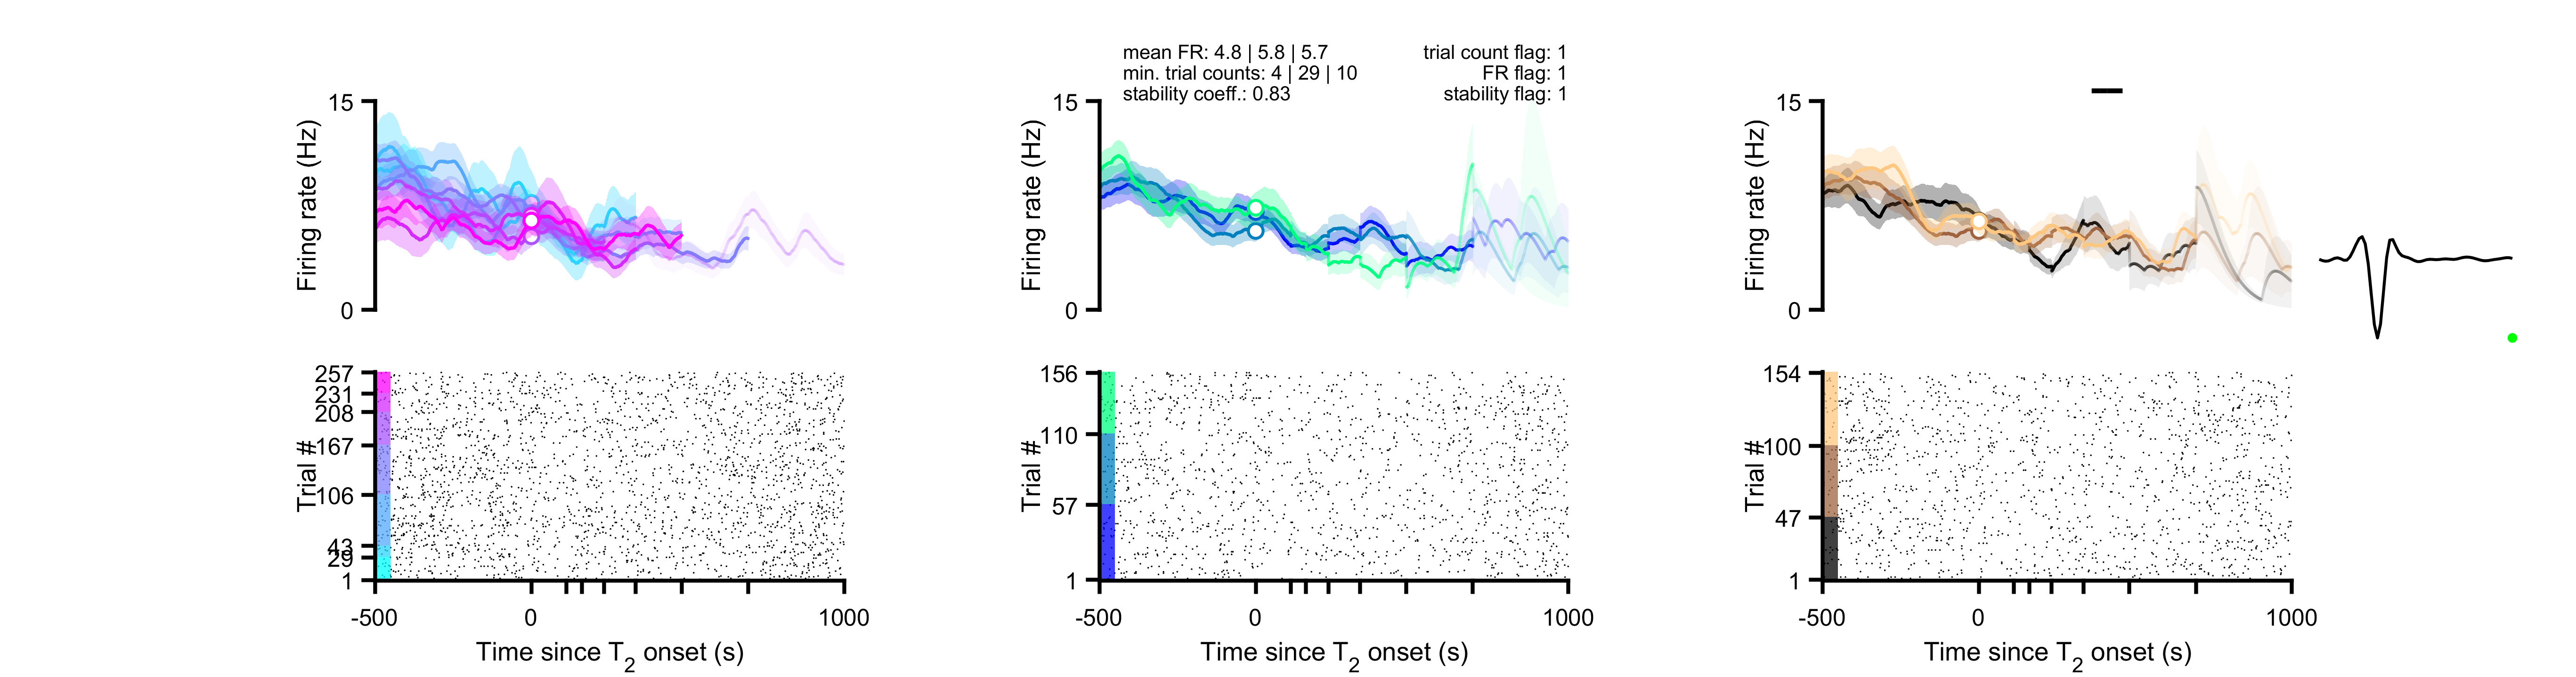 mean FR: 4.8 | 5.8 | 5.7
min. trial counts: 4 | 29 | 10
stability coeff.: 0.83
trial count flag: 1
FR flag: 1
stability flag: 1
15
Firing rate (Hz)
0
15
Firing rate (Hz)
0
15
Firing rate (Hz)
0
257
231
208
167
106
43
29
1
Trial #
-500
0
1000
Time since T2 onset (s)
156
110
57
1
Trial #
-500
0
1000
Time since T2 onset (s)
154
100
47
1
Trial #
-500
0
1000
Time since T2 onset (s)